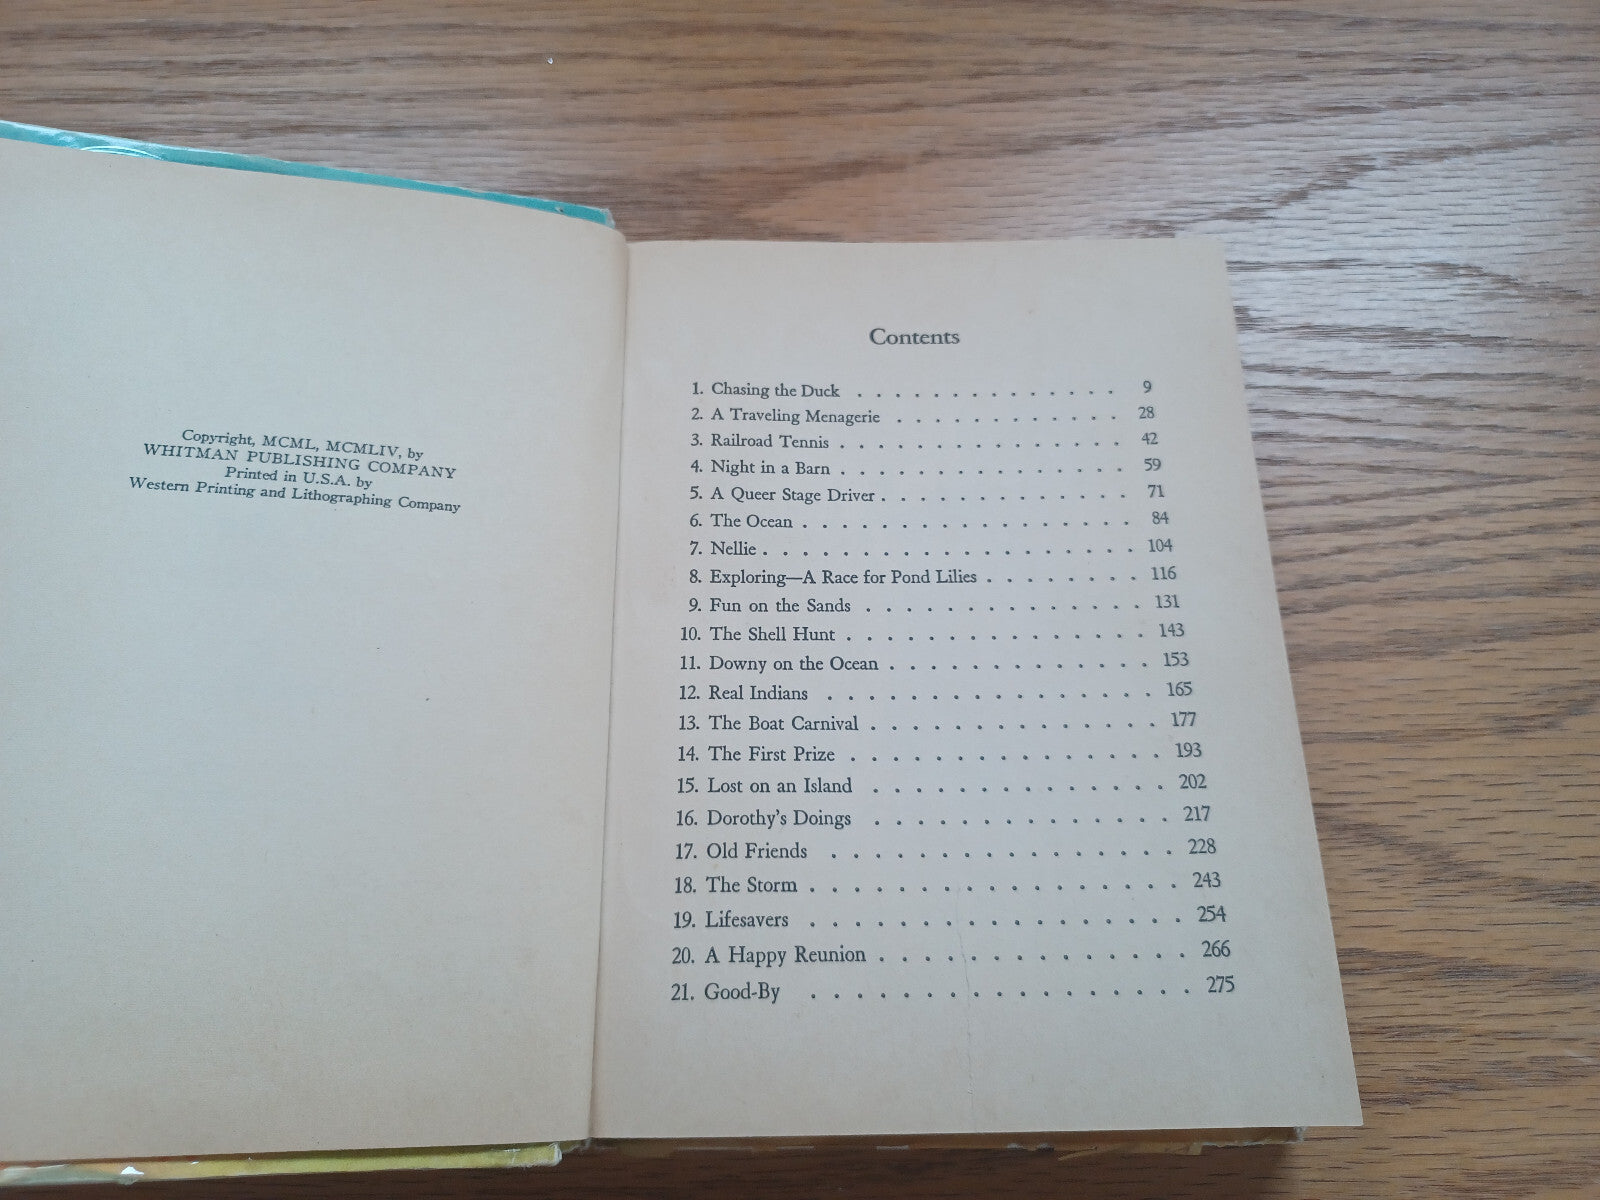 Copyright, MCML, MCMLIV, by
WHITMAN PUBLISHING COMPANY
Printed in U.S.A. by
Western Printing and Lithographing Company
Contents
1. Chasing the Duck . . . . . . . . . . . . . 9
2. A Traveling Menagerie . . . . . . . . . . . 28
3. Railroad Tennis . . . . . . . . . . . . . . 42
4. Night in a Barn . . . . . . . . . . . . . . 59
5. A Queer Stage Driver . . . . . . . . . . . . 71
6. The Ocean . . . . . . . . . . . . . . . . 84
7. Nellie . . . . . . . . . . . . . . . . . . 104
8. Exploring—A Race for Pond Lilies . . . . . . . 116
9. Fun on the Sands . . . . . . . . . . . . . 131
10. The Shell Hunt . . . . . . . . . . . . . . 143
11. Downy on the Ocean . . . . . . . . . . . . 153
12. Real Indians . . . . . . . . . . . . . . . 165
13. The Boat Carnival . . . . . . . . . . . . . 177
14. The First Prize . . . . . . . . . . . . . . 193
15. Lost on an Island . . . . . . . . . . . . . 202
16. Dorothy's Doings . . . . . . . . . . . . . 217
17. Old Friends . . . . . . . . . . . . . . . 228
18. The Storm . . . . . . . . . . . . . . . . 243
19. Lifesavers . . . . . . . . . . . . . . . . 254
20. A Happy Reunion . . . . . . . . . . . . . 266
21. Good-By . . . . . . . . . . . . . . . . 275